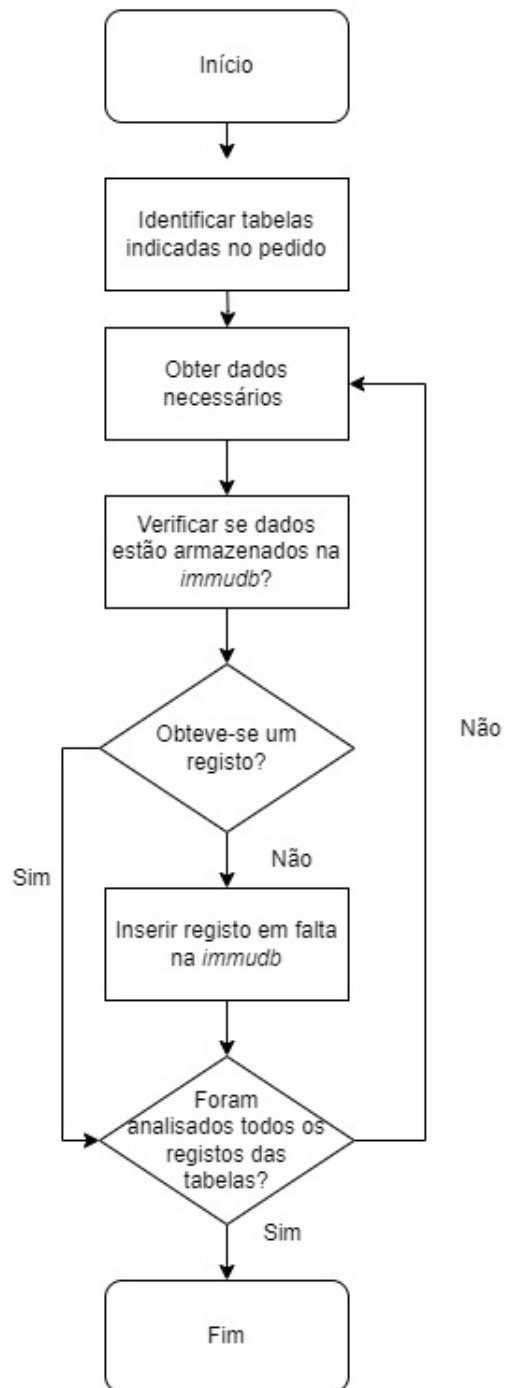 Início
Identificar tabelas
indicadas no pedido
Obter dados
necessários
Verificar se dados
estão armazenados na
immudb?
Obteve-se um
registo?
Não
Não
Sim
Inserir registo em falta
na immudb
Foram
analisados todos os
registos das
tabelas?
Sim
Fim